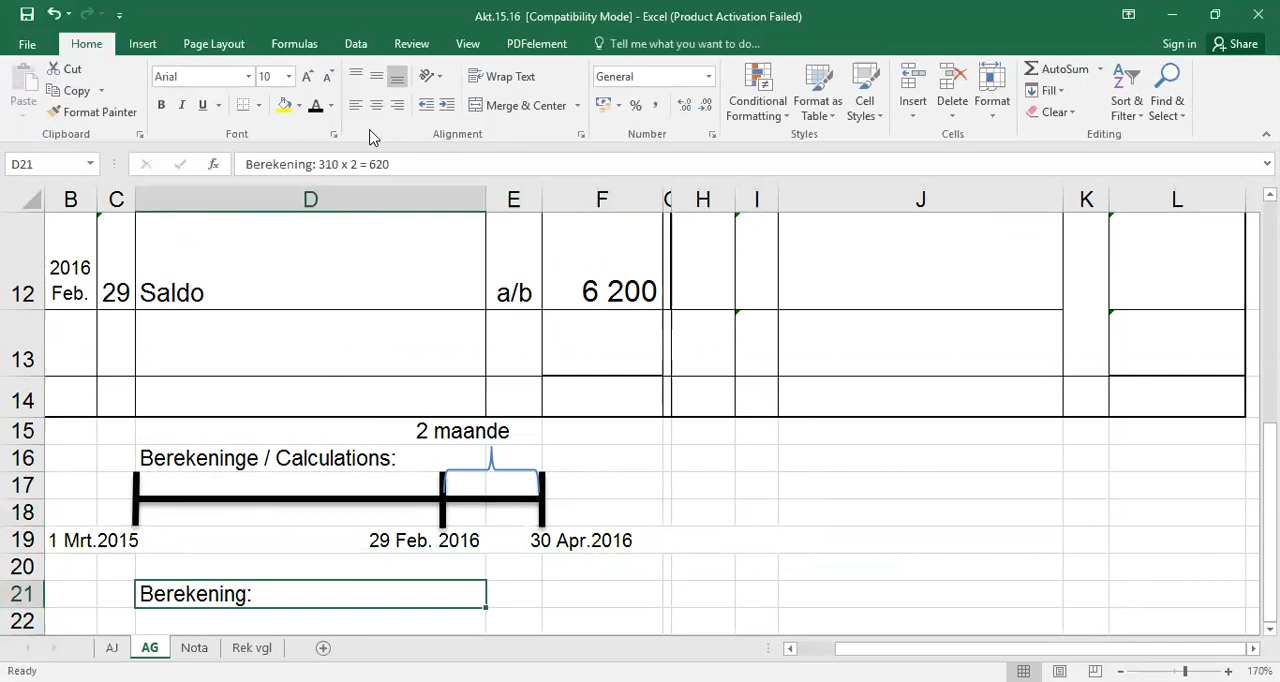 Akt.15.16 [Compatibility Mode] - Excel (Product Activation Failed)
File Home Insert Page Layout Formulas Data Review View PDFelement Tell me what you want to do... Sign in Share
Paste
Cut
Copy
Format Painter
Arial 10 A A
B I U A
Wrap Text
Merge & Center
General
%
Conditional Formatting
Format as Table
Cell Styles
Insert
Delete
Format
AutoSum
Fill
Clear
Sort & Filter
Find & Select
Clipboard Font Alignment Number Styles Cells Editing
D21 fx Berekening: 310 x 2 = 620
B C D E F H I J K L
12 2016 Feb. 29 Saldo a/b 6 200
13
14
15 2 maande
16 Berekeninge / Calculations:
17
18
19 1 Mrt.2015 29 Feb. 2016 30 Apr.2016
20
21 Berekening:
22
AJ AG Nota Rek vgl
Ready 170%